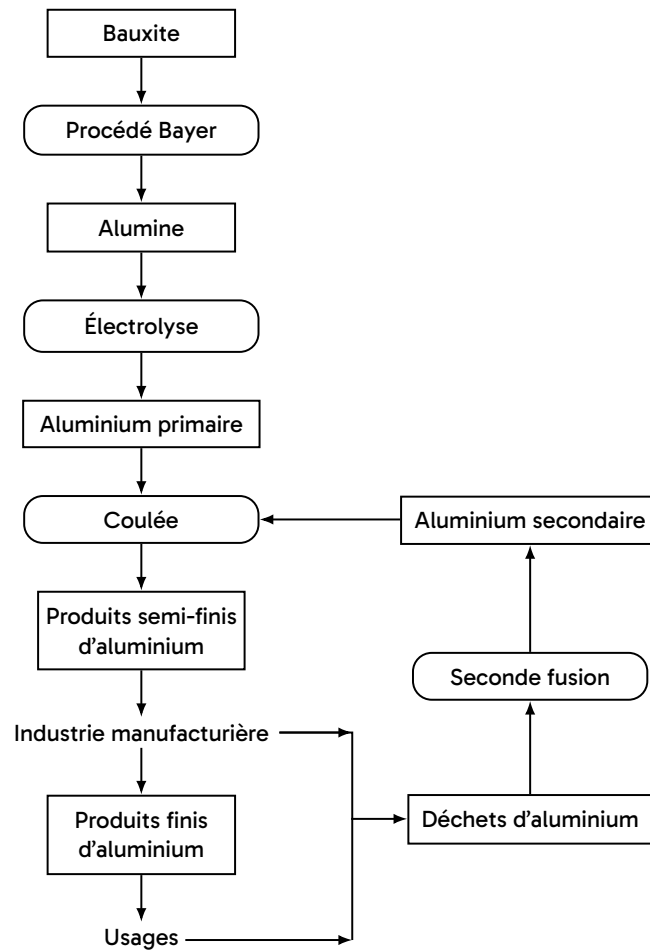 Bauxite
Procédé Bayer
Alumine
Électrolyse
Aluminium primaire
Coulée
Aluminium secondaire
Produits semi-finis
d’aluminium
Seconde fusion
Industrie manufacturière
Produits finis
d’aluminium
Déchets d’aluminium
Usages